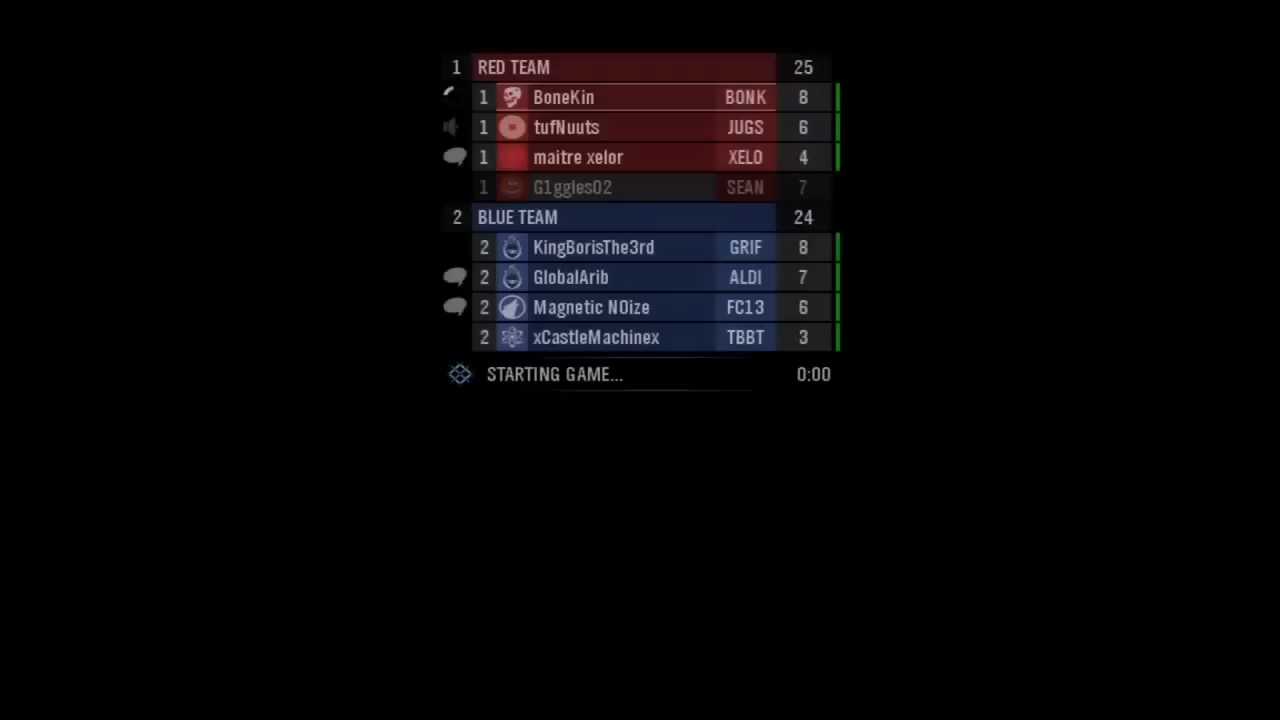 1 RED TEAM 25
1 BoneKin BONK 8
1 tufNuuts JUGS 6
1 maitre xelor XELO 4
1 G1ggles02 SEAN 7
2 BLUE TEAM 24
2 KingBorisThe3rd GRIF 8
2 GlobalArib ALDI 7
2 Magnetic N0ize FC13 6
2 xCastleMachinex TBBT 3
STARTING GAME... 0:00